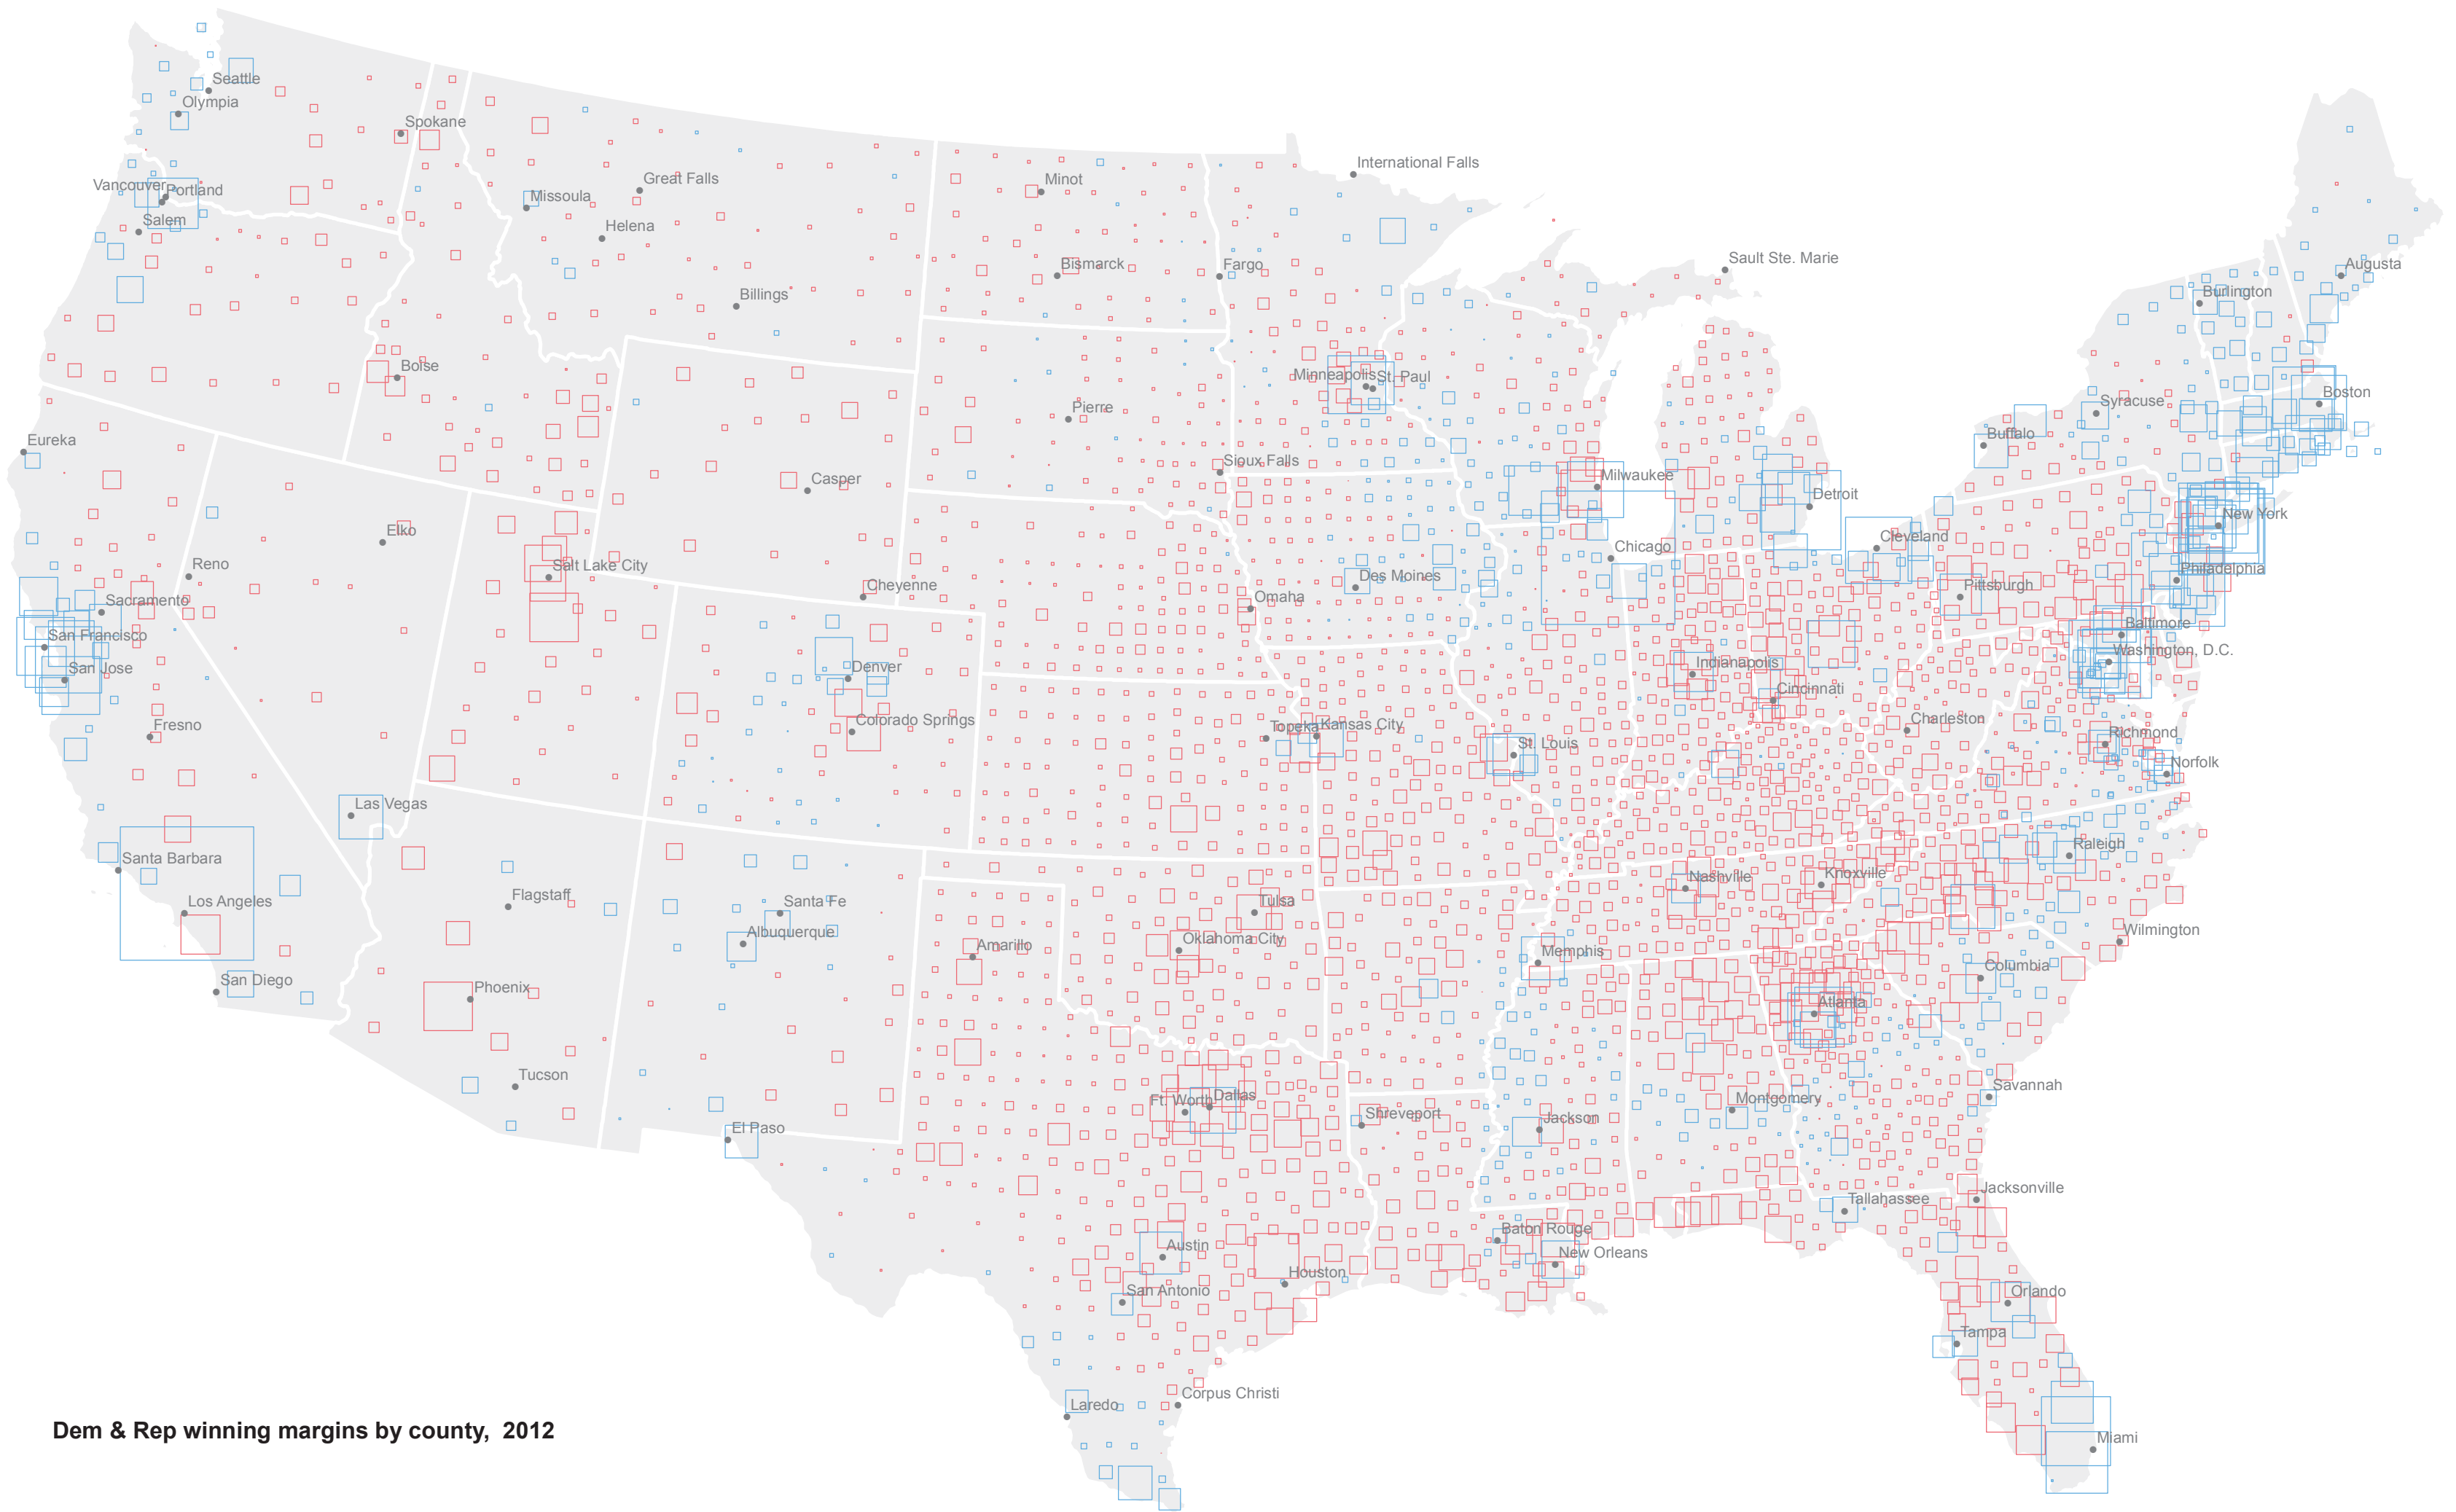 Seattle
Olympia
Spokane
International Falls
Vancouver
Portland
Great Falls
Minot
Missoula
Salem
Helena
Sault Ste. Marie
Bismarck
Fargo
Augusta
Billings
Burlington
Boise
Minneapolis
St. Paul
Pierre
Syracuse
Boston
Eureka
Buffalo
Sioux Falls
Casper
Milwaukee
Detroit
New York
Elko
Cleveland
Chicago
Reno
Salt Lake City
Philadelphia
Des Moines
Cheyenne
Pittsburgh
Sacramento
Omaha
San Francisco
Baltimore
San Jose
Denver
Indianapolis
Washington, D.C.
Cincinnati
Fresno
Colorado Springs
Topeka
Kansas City
Charleston
Richmond
St. Louis
Norfolk
Las Vegas
Santa Barbara
Raleigh
Nashville
Knoxville
Flagstaff
Los Angeles
Santa Fe
Tulsa
Albuquerque
Amarillo
Oklahoma City
Memphis
Wilmington
San Diego
Phoenix
Columbia
Atlanta
Tucson
Ft. Worth
Dallas
Savannah
Montgomery
Shreveport
Jackson
El Paso
Tallahassee
Jacksonville
Austin
Baton Rouge
New Orleans
Houston
San Antonio
Orlando
Tampa
Laredo
Corpus Christi
Dem & Rep winning margins by county, 2012
Miami